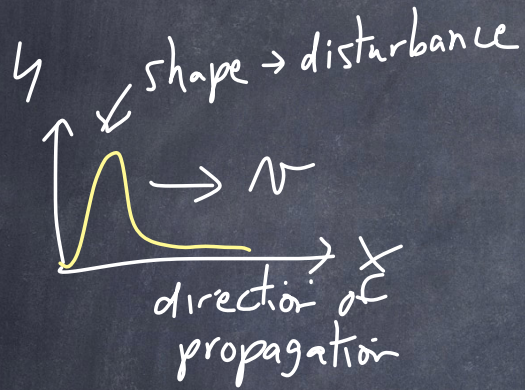 y
shape → disturbance
v
x
direction of
propagation